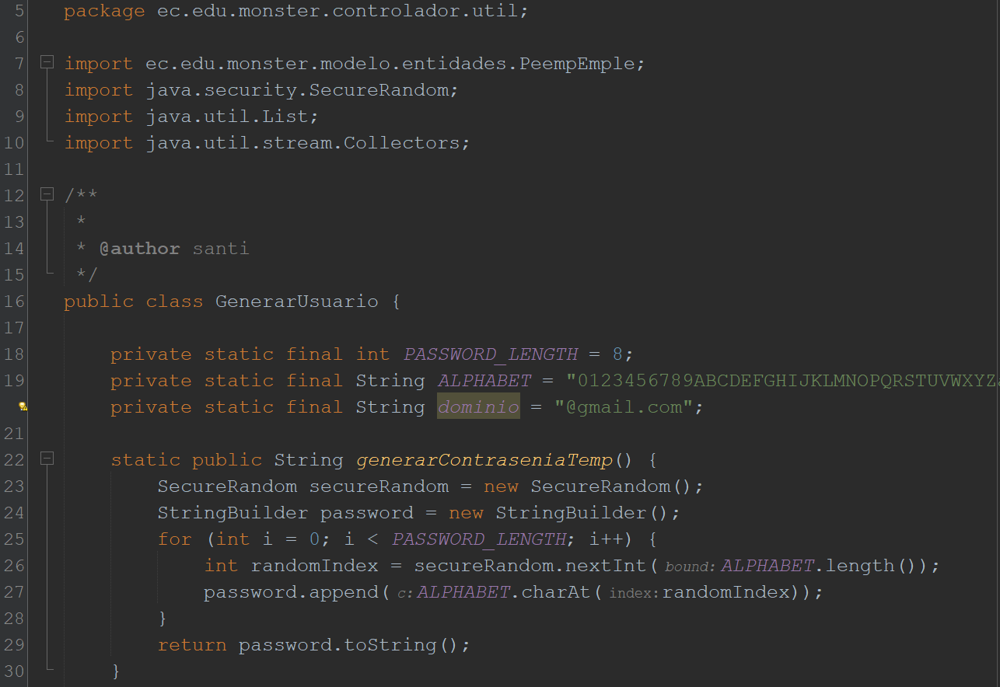 5 package ec.edu.monster.controlador.util;
6
7 import ec.edu.monster.modelo.entidades.PeempEmple;
8 import java.security.SecureRandom;
9 import java.util.List;
10 import java.util.stream.Collectors;
11
12 /**
13 *
14 * @author santi
15 */
16 public class GenerarUsuario {
17
18 private static final int PASSWORD_LENGTH = 8;
19 private static final String ALPHABET = "0123456789ABCDEFGHIJKLMNOPQRSTUVWXYZ
private static final String dominio = "@gmail.com";
21
22 static public String generarContraseniaTemp() {
23 SecureRandom secureRandom = new SecureRandom();
24 StringBuilder password = new StringBuilder();
25 for (int i = 0; i < PASSWORD_LENGTH; i++) {
26 int randomIndex = secureRandom.nextInt( bound: ALPHABET.length());
27 password.append( c: ALPHABET.charAt( index: randomIndex));
28 }
29 return password.toString();
30 }